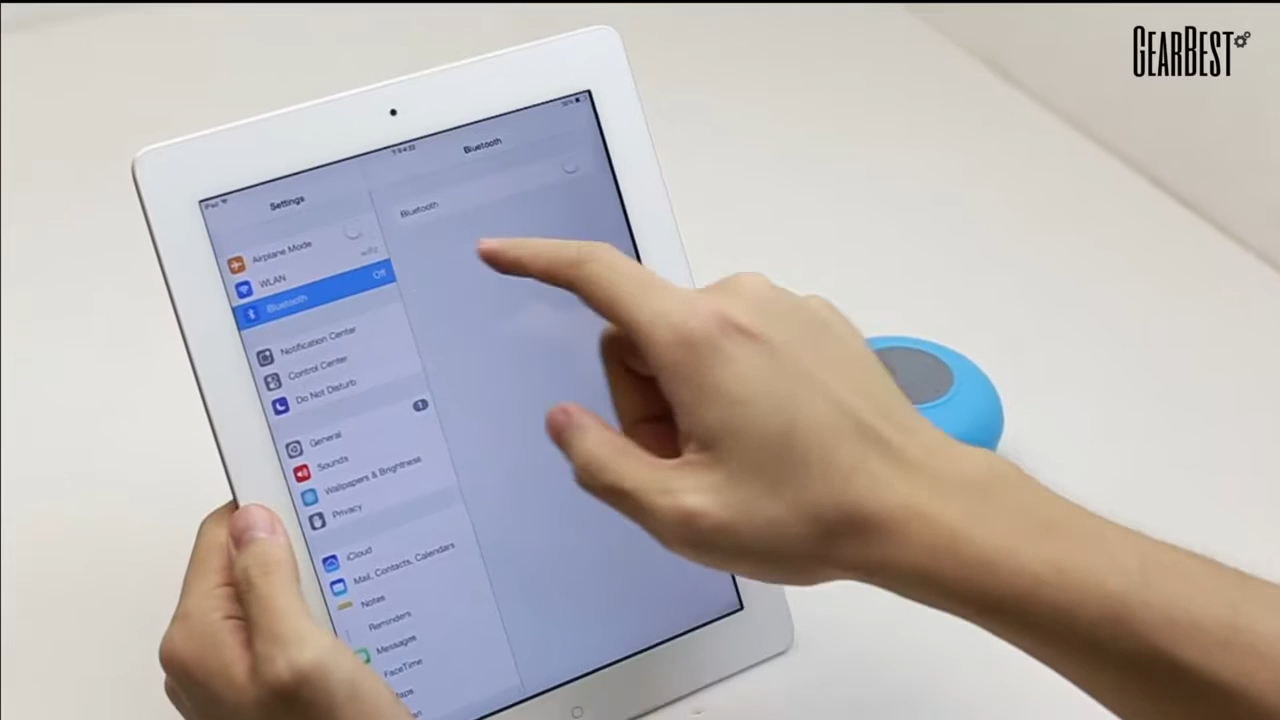 GEARBEST
iPad
Settings
Bluetooth
Airplane Mode
WLAN
Bluetooth
Off
Bluetooth
Notification Center
Control Center
Do Not Disturb
General
1
Sounds
Wallpapers & Brightness
Privacy
iCloud
Mail, Contacts, Calendars
Notes
Reminders
Messages
FaceTime